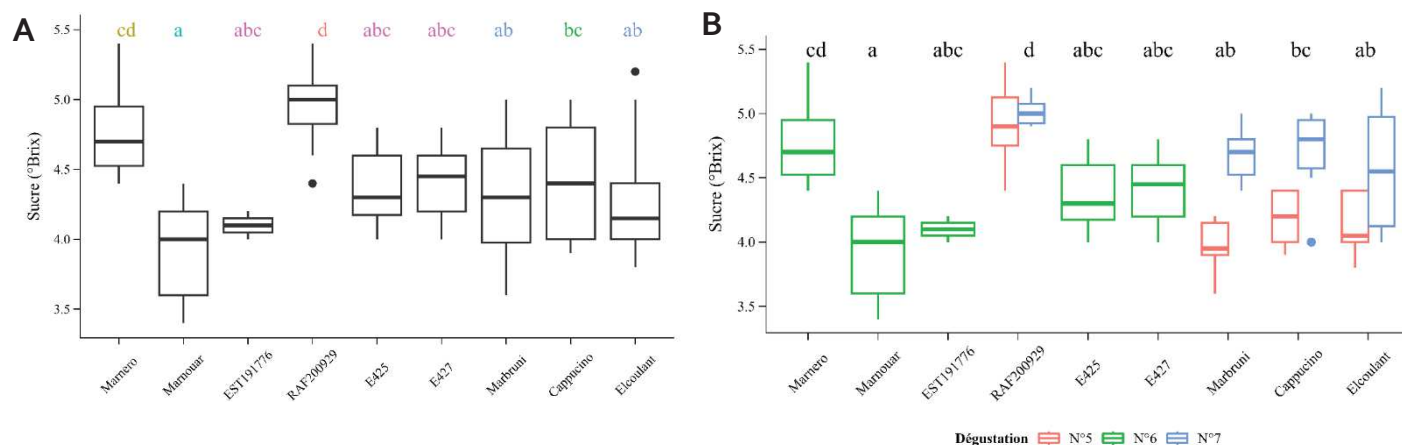 A
5.5
5.0
4.5
4.0
3.5
Sucre (°Brix)
cd a abc d abc abc ab bc ab
Marnero
Marnouar
EST191776
RAF200929
E425
E427
Marbruni
Cappucino
Elcoulant
B
5.5
5.0
4.5
4.0
3.5
Sucre (°Brix)
cd a abc d abc abc ab bc ab
Marnero
Marnouar
EST191776
RAF200929
E425
E427
Marbruni
Cappucino
Elcoulant
Dégustation N°5 N°6 N°7